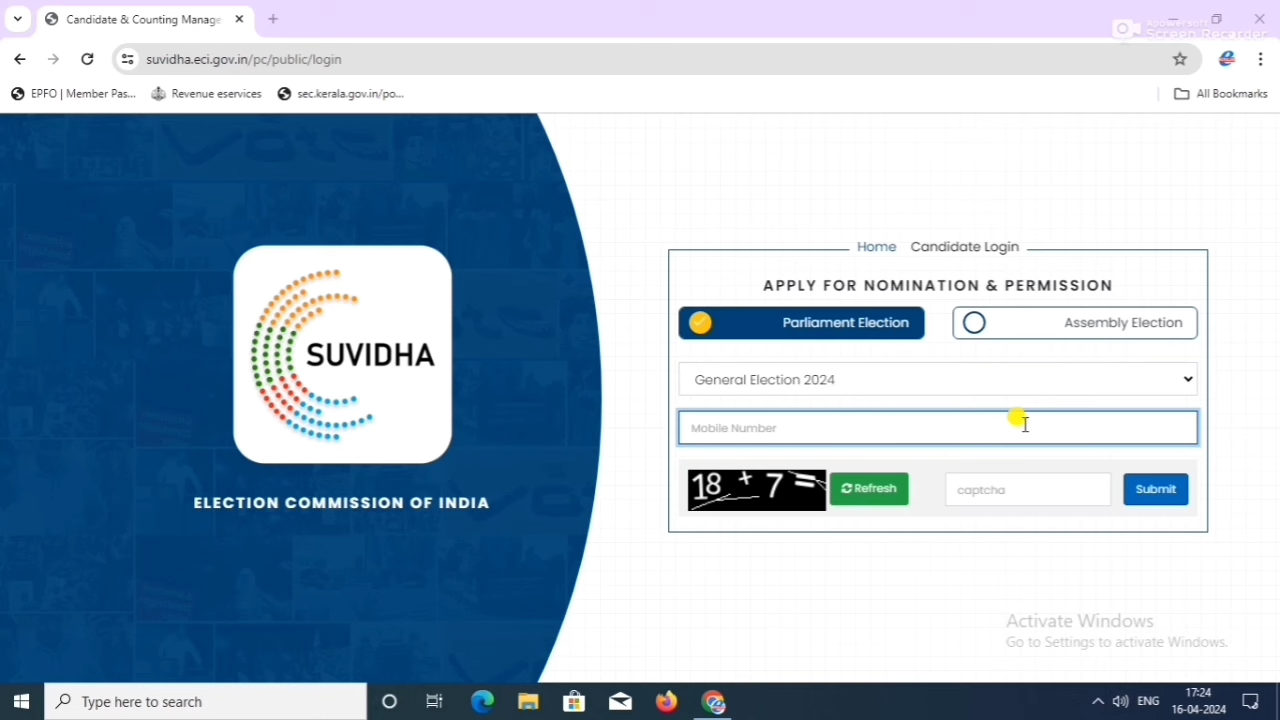 Candidate & Counting Manage
Apowersoft
Screen Recorder
suvidha.eci.gov.in/pc/public/login
EPFO | Member Pas...
Revenue eservices
sec.kerala.gov.in/po...
All Bookmarks
Home
Candidate Login
APPLY FOR NOMINATION & PERMISSION
Parliament Election
Assembly Election
General Election 2024
Mobile Number
18 + 7 =
Refresh
captcha
Submit
SUVIDHA
ELECTION COMMISSION OF INDIA
Activate Windows
Go to Settings to activate Windows.
Type here to search
ENG
17:24
16-04-2024